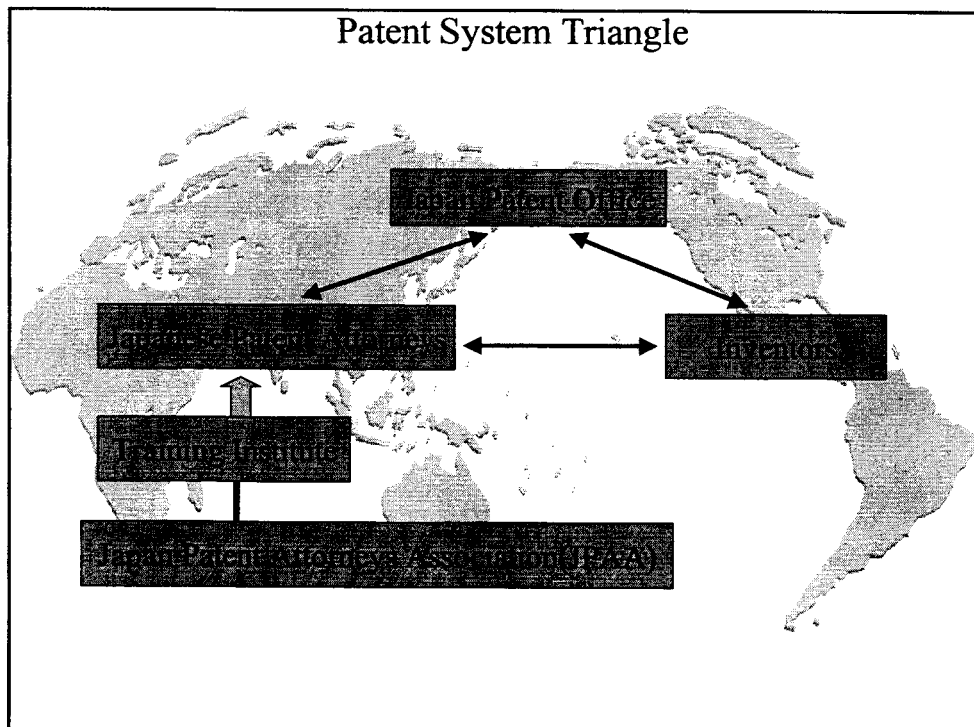 Patent System Triangle
Japan Patent Office
Japanese Patent Attorneys
Inventors
Training Institute
Japan Patent Attorneys Association(JPAA)